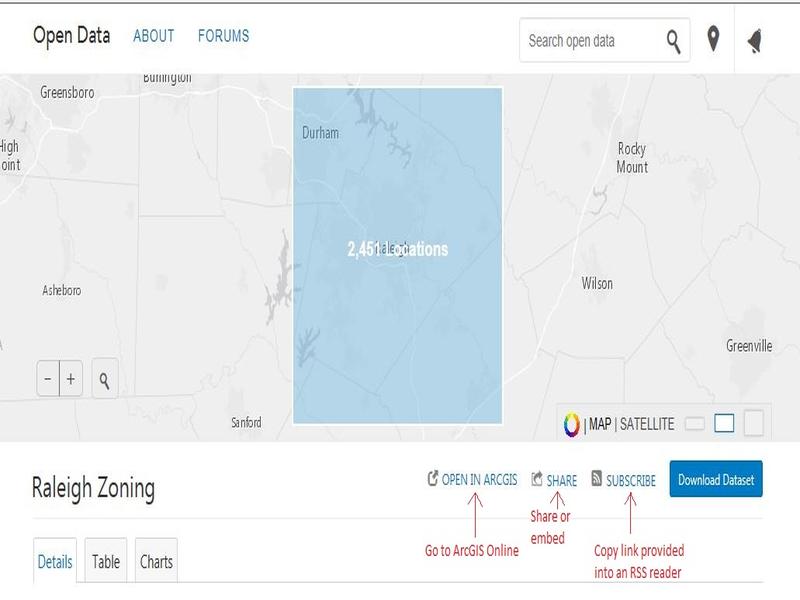 Open Data ABOUT FORUMS Search open data
Burlington
Greensboro
High
Point
Durham
Rocky
Mount
2,451 Locations
Raleigh
Asheboro
Wilson
Greenville
− +
Sanford
| MAP | SATELLITE
Raleigh Zoning OPEN IN ARCGIS SHARE SUBSCRIBE Download Dataset
Share or
embed
Go to ArcGIS Online
Copy link provided
into an RSS reader
Details Table Charts